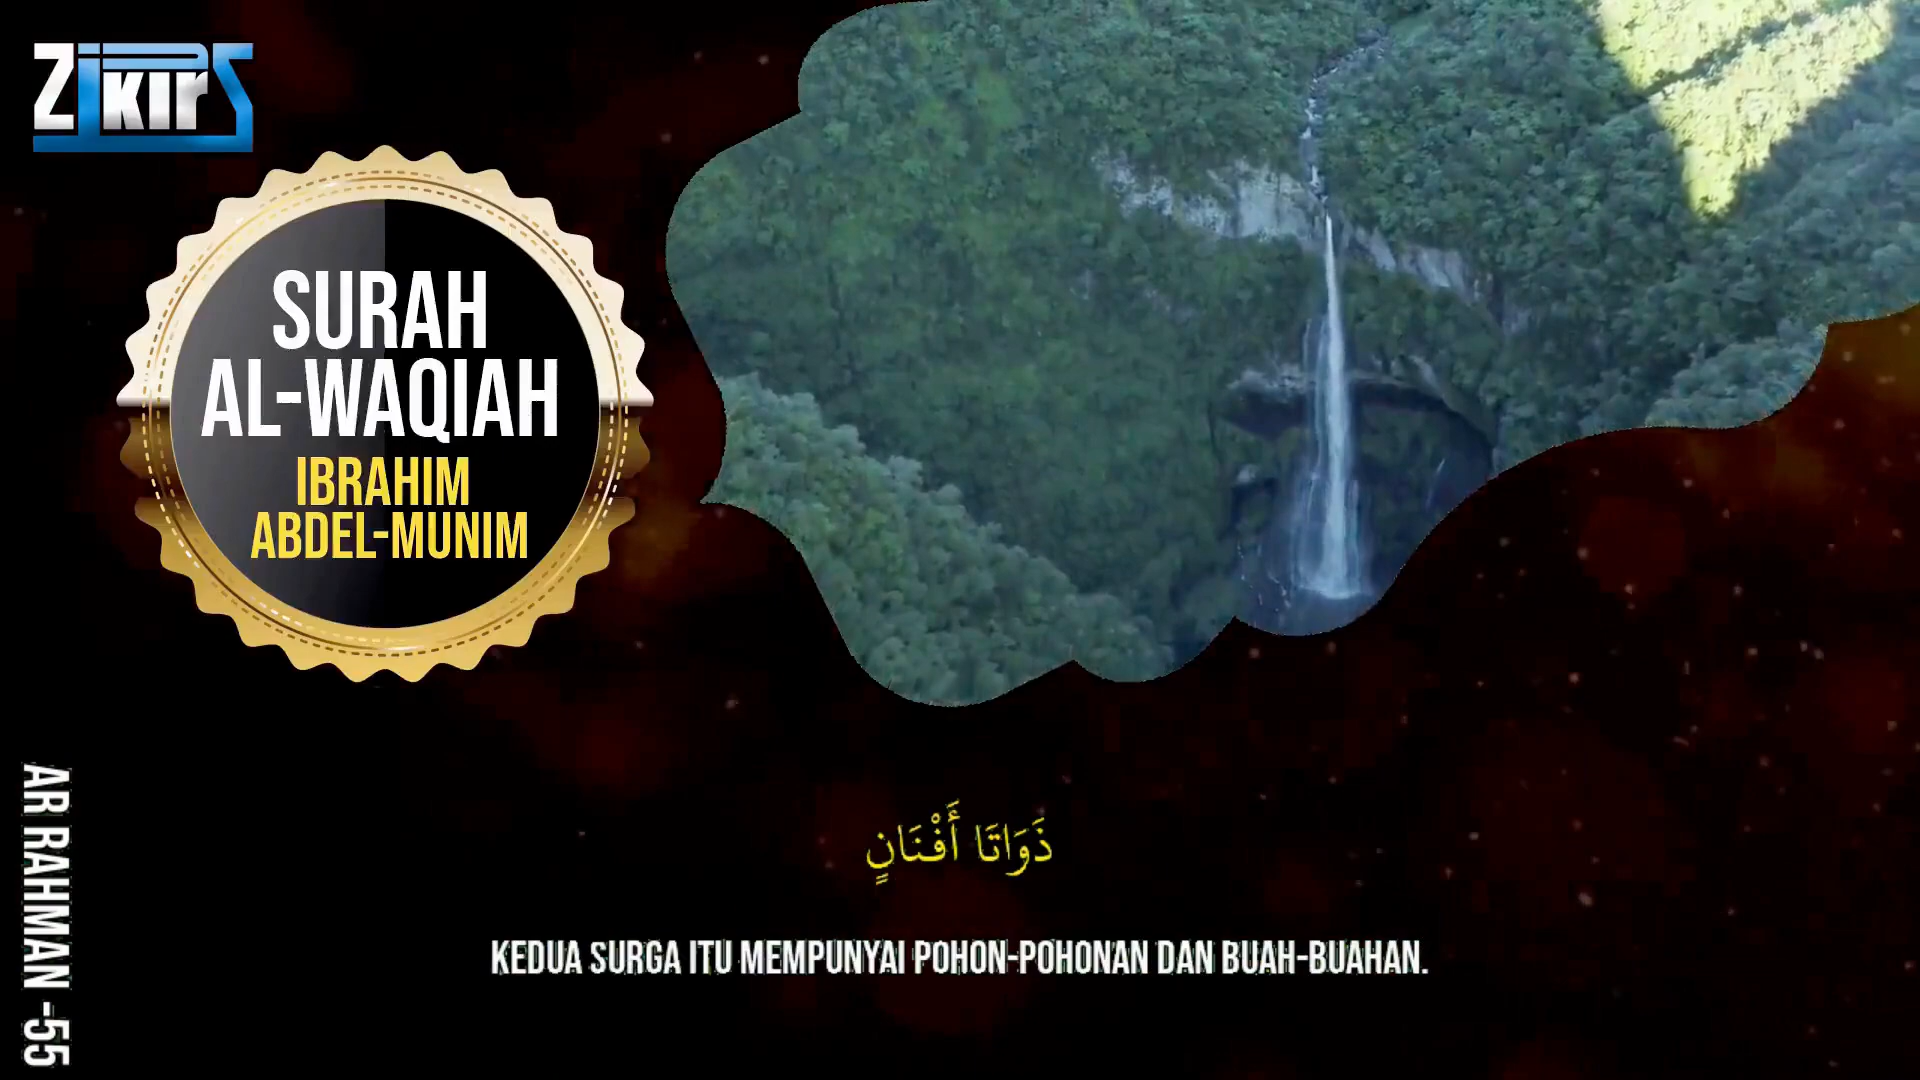 ZikirS
SURAH
AL-WAQIAH
IBRAHIM
ABDEL-MUNIM
ذَوَاتَا أَفْنَانٍ
KEDUA SURGA ITU MEMPUNYAI POHON-POHONAN DAN BUAH-BUAHAN.
AR RAHMAN -55